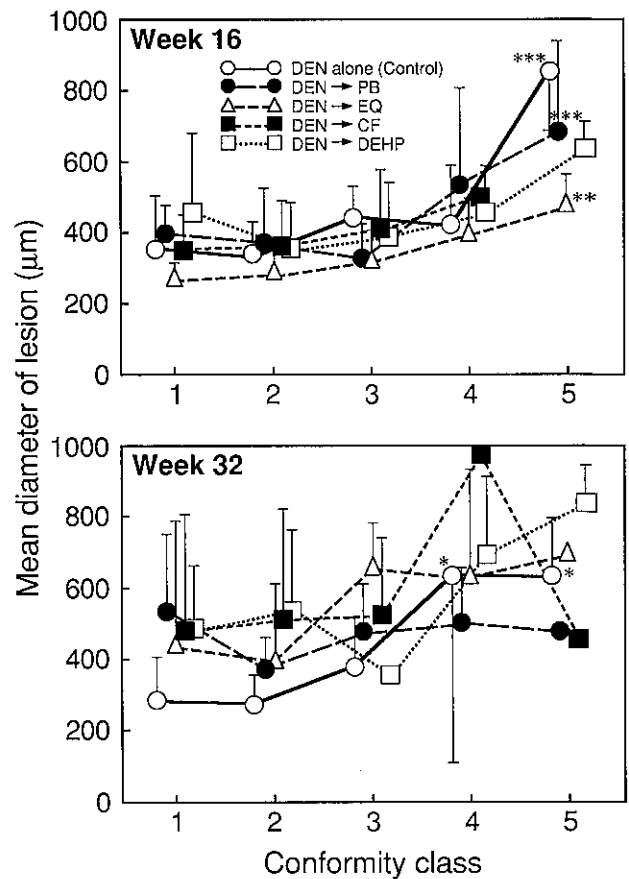 Mean diameter of lesion (μm)
Week 16
1000
800
600
400
200
0
DEN alone (Control)
DEN → PB
DEN → EQ
DEN → CF
DEN → DEHP
***
***
**
1 2 3 4 5
Week 32
1000
800
600
400
200
0
*
*
1 2 3 4 5
Conformity class